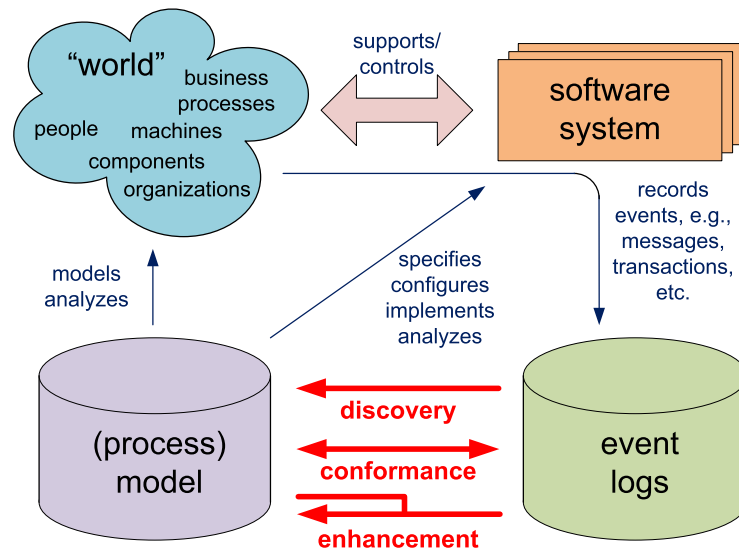 “world”
business
processes
people
machines
components
organizations
supports/
controls
software
system
records
events, e.g.,
messages,
transactions,
etc.
models
analyzes
specifies
configures
implements
analyzes
(process)
model
discovery
conformance
enhancement
event
logs